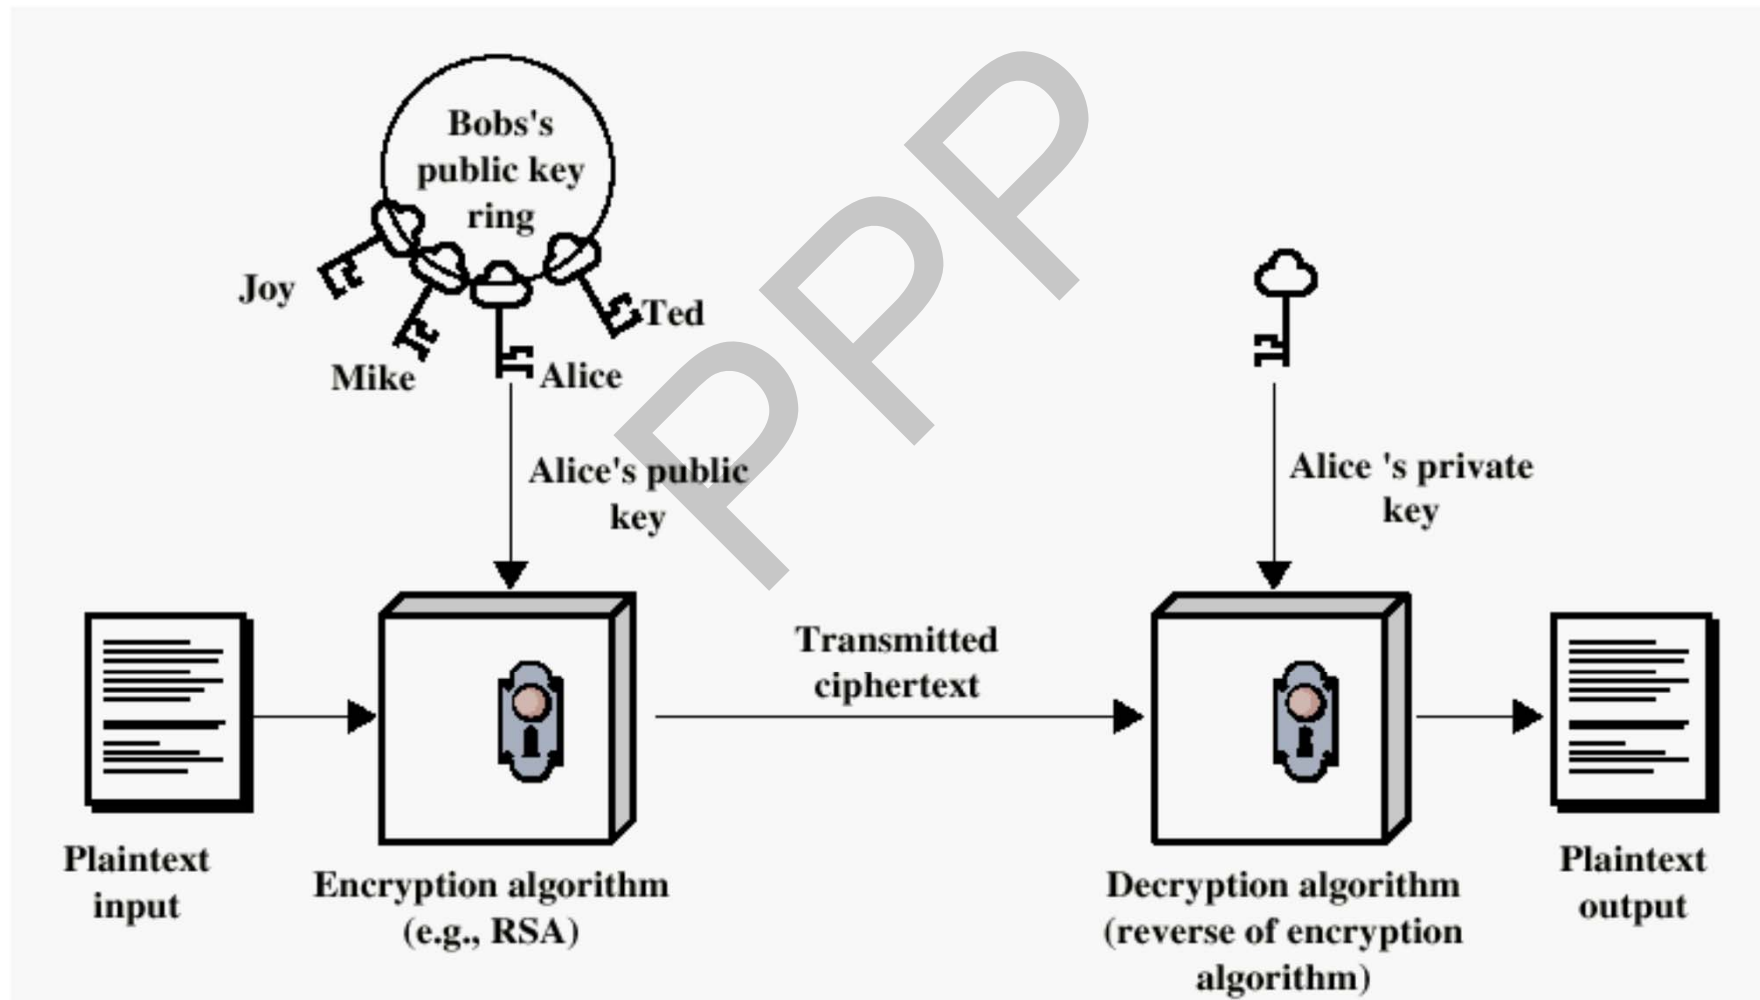 Bobs's
public key
ring
Joy
Ted
Mike
Alice
Alice's public
key
Alice 's private
key
Transmitted
ciphertext
Plaintext
input
Encryption algorithm
(e.g., RSA)
Decryption algorithm
(reverse of encryption
algorithm)
Plaintext
output
PPP